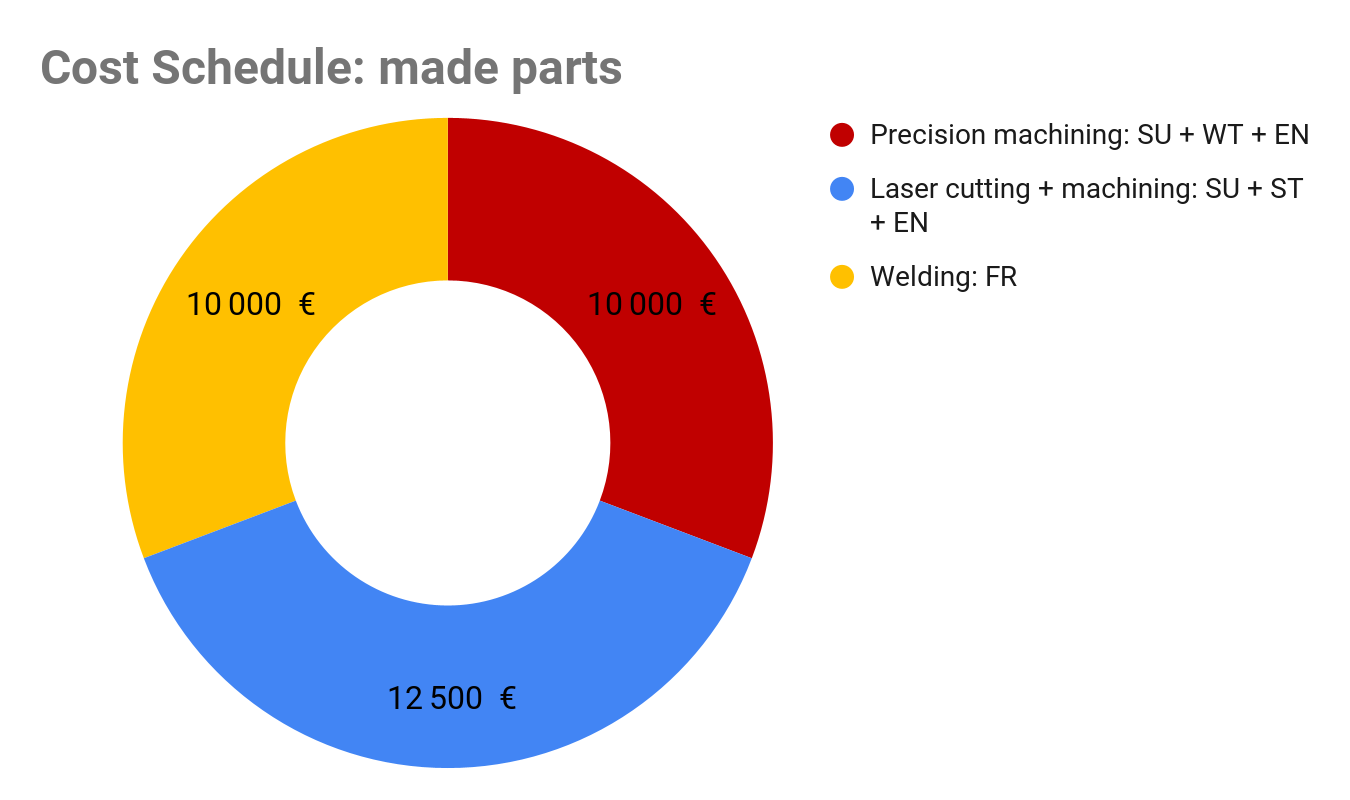 Cost Schedule: made parts
Precision machining: SU + WT + EN
Laser cutting + machining: SU + ST
+ EN
Welding: FR
10 000 €
10 000 €
12 500 €